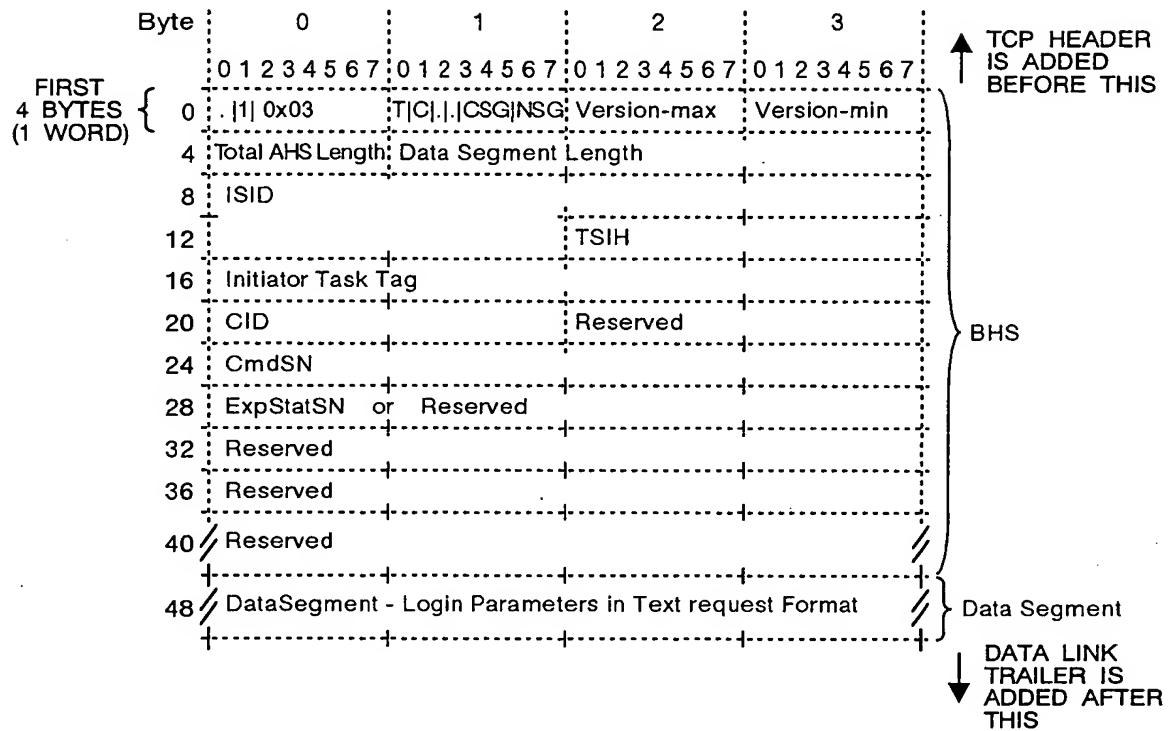 Byte 0 1 2 3
TCP HEADER
IS ADDED
BEFORE THIS
0 1 2 3 4 5 6 7 0 1 2 3 4 5 6 7 0 1 2 3 4 5 6 7 0 1 2 3 4 5 6 7
FIRST
4 BYTES
(1 WORD)
0 . |1| 0x03 T|C|.|.|CSG|NSG Version-max Version-min
4 Total AHS Length Data Segment Length
8 ISID
12 TSIH
16 Initiator Task Tag
20 CID Reserved
BHS
24 CmdSN
28 ExpStatSN or Reserved
32 Reserved
36 Reserved
40 Reserved
48 DataSegment - Login Parameters in Text request Format
Data Segment
DATA LINK
TRAILER IS
ADDED AFTER
THIS